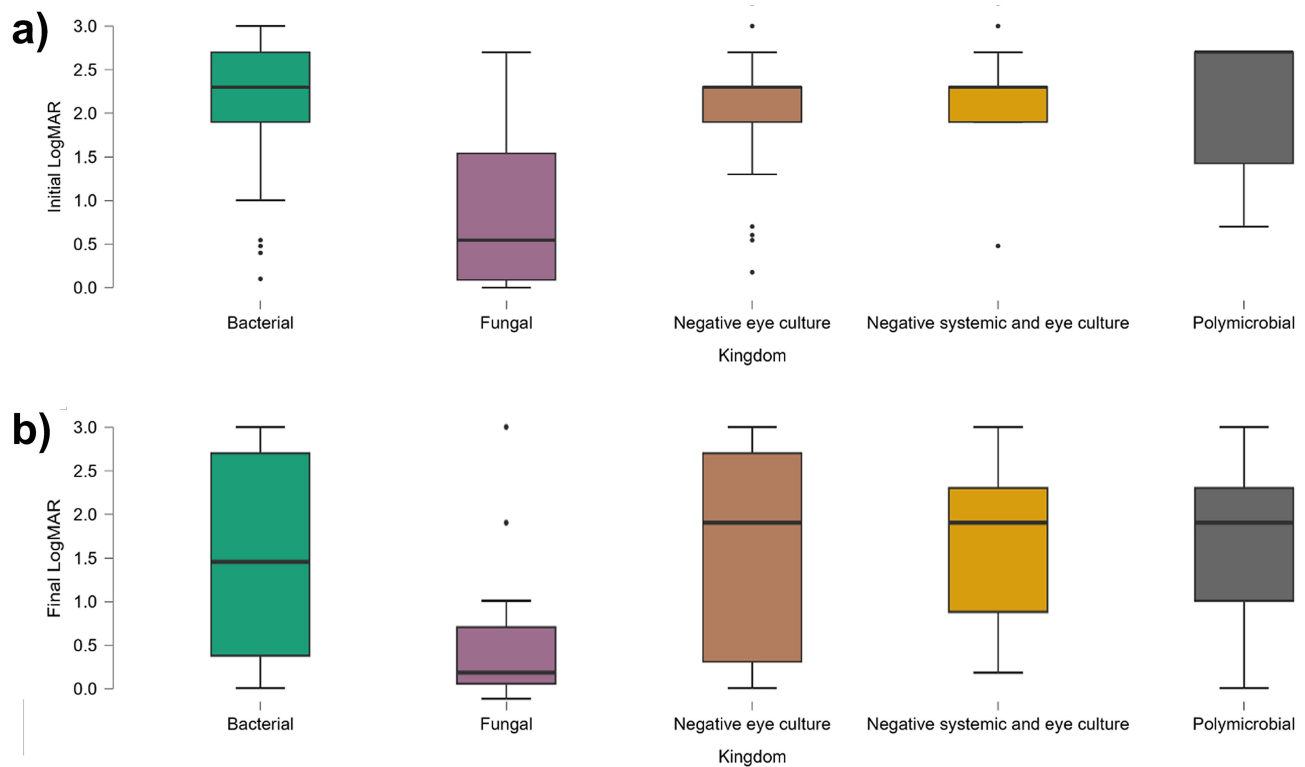 a)
Initial LogMAR
3.0
2.5
2.0
1.5
1.0
0.5
0.0
Bacterial Fungal Negative eye culture Negative systemic and eye culture Polymicrobial
Kingdom
b)
Final LogMAR
3.0
2.5
2.0
1.5
1.0
0.5
0.0
Bacterial Fungal Negative eye culture Negative systemic and eye culture Polymicrobial
Kingdom